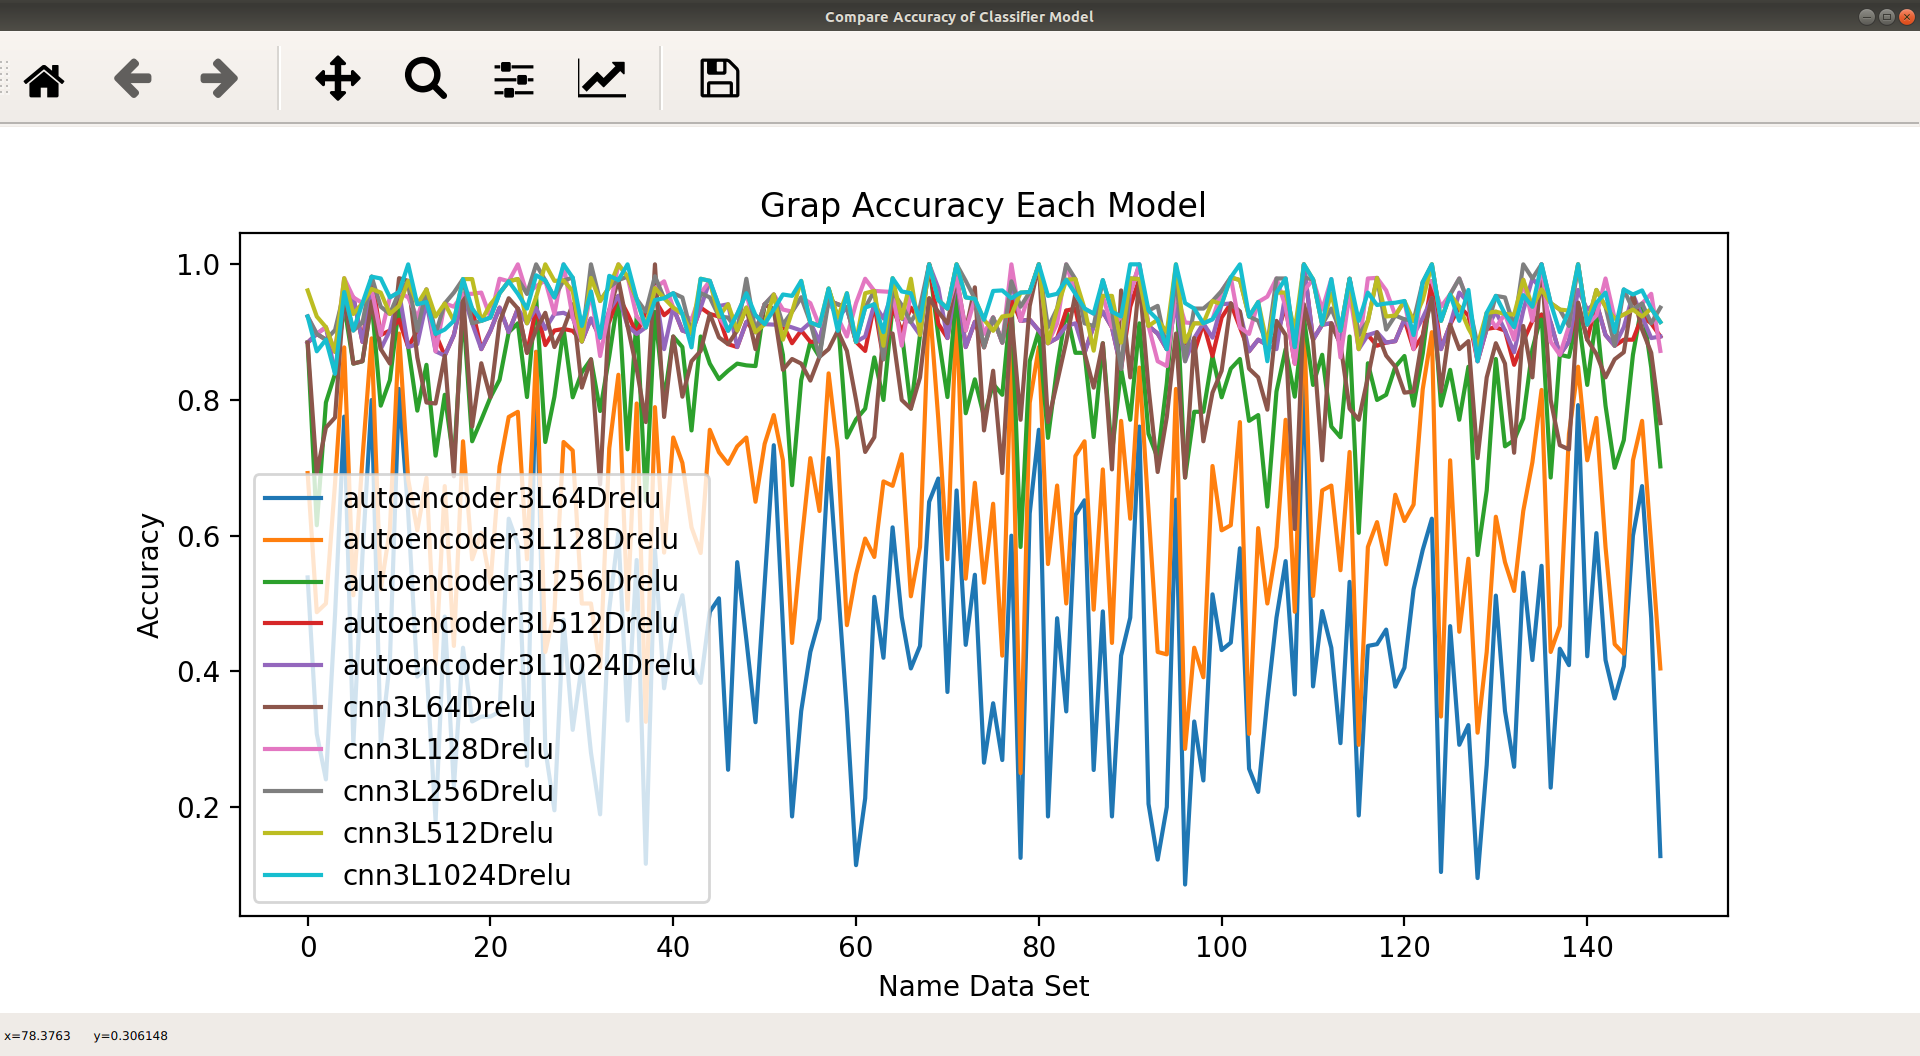 Compare Accuracy of Classifier Model
Grap Accuracy Each Model
1.0
0.8
0.6
0.4
0.2
Accuracy
autoencoder3L64Drelu
autoencoder3L128Drelu
autoencoder3L256Drelu
autoencoder3L512Drelu
autoencoder3L1024Drelu
cnn3L64Drelu
cnn3L128Drelu
cnn3L256Drelu
cnn3L512Drelu
cnn3L1024Drelu
0 20 40 60 80 100 120 140
Name Data Set
x=78.3763 y=0.306148